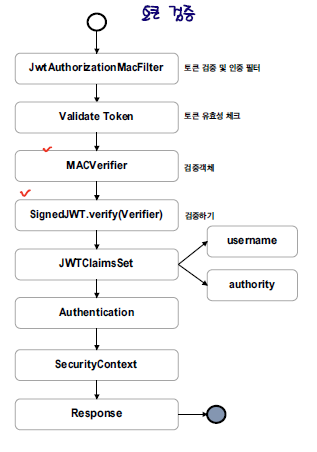 토큰 검증
JwtAuthorizationMacFilter 토큰 검증 및 인증 필터
Validate Token 토큰 유효성 체크
MACVerifier 검증객체
SignedJWT.verify(Verifier) 검증하기
username
JWTClaimsSet
authority
Authentication
SecurityContext
Response